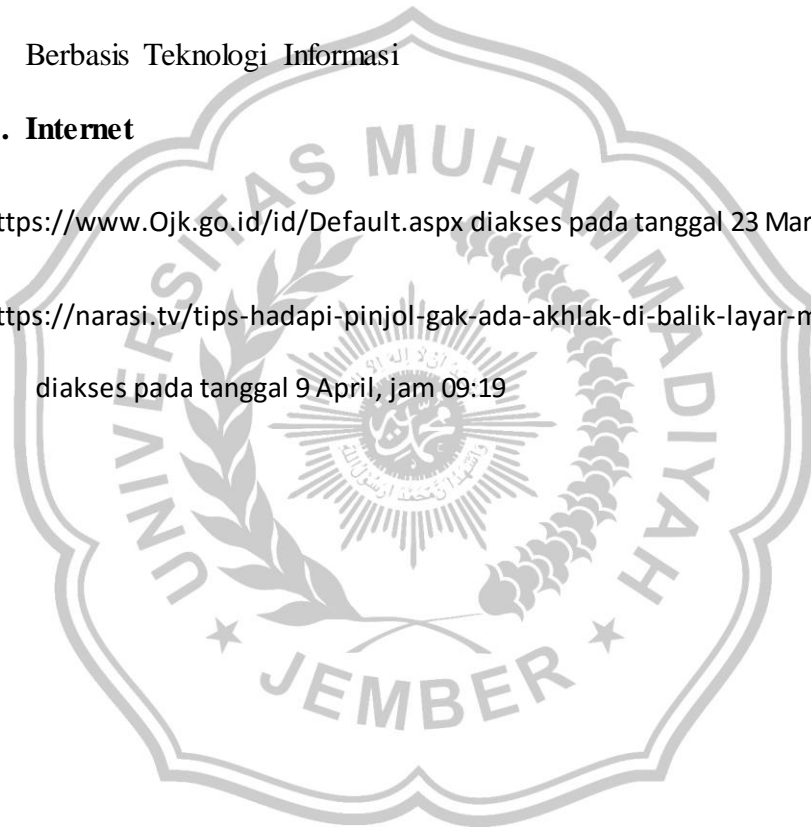 Berbasis Teknologi Informasi
. Internet
ttps://www.Ojk.go.id/id/Default.aspx diakses pada tanggal 23 Mar
ttps://narasi.tv/tips-hadapi-pinjol-gak-ada-akhlak-di-balik-layar-m
diakses pada tanggal 9 April, jam 09:19
UNIVERSITAS MUHAMMADIYAH
JEMBER